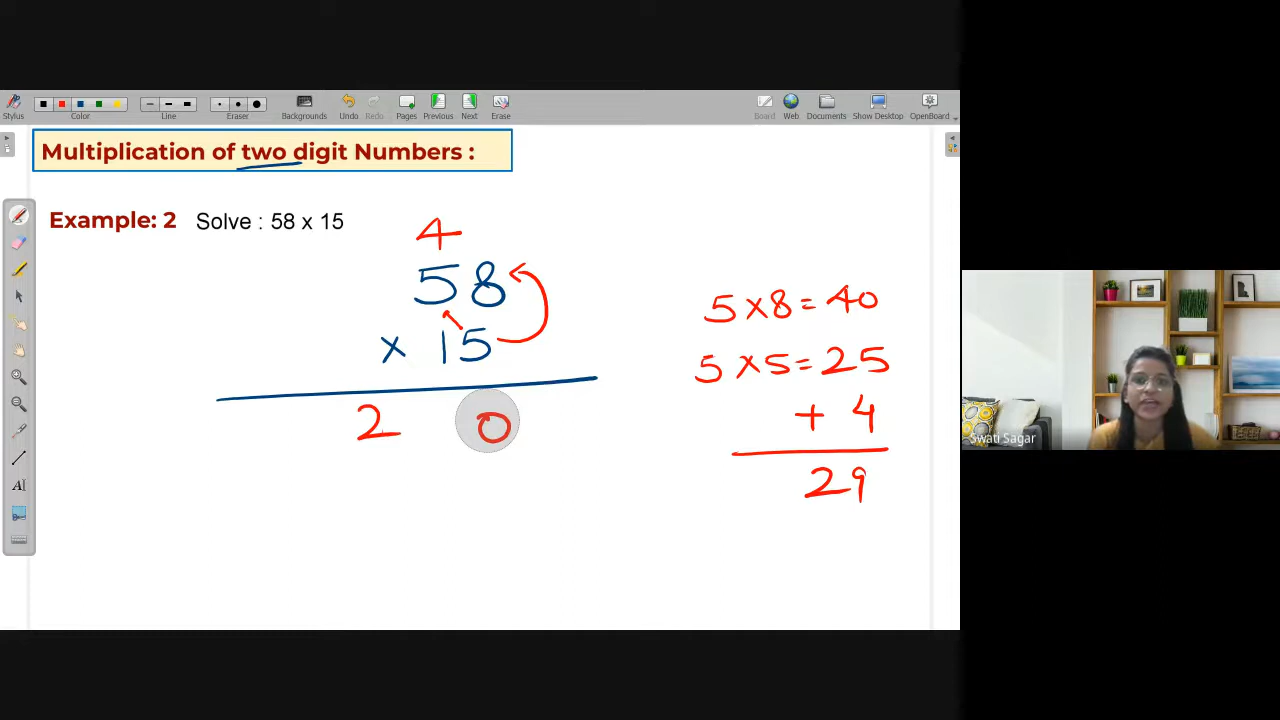 Stylus Color Line Eraser Backgrounds Undo Redo Pages Previous Next Erase Board Web Documents Show Desktop OpenBoard
Multiplication of two digit Numbers :
Example: 2 Solve : 58 x 15
4
58
x 15
2 0
5 x 8 = 40
5 x 5 = 25
+ 4
29
Swati Sagar